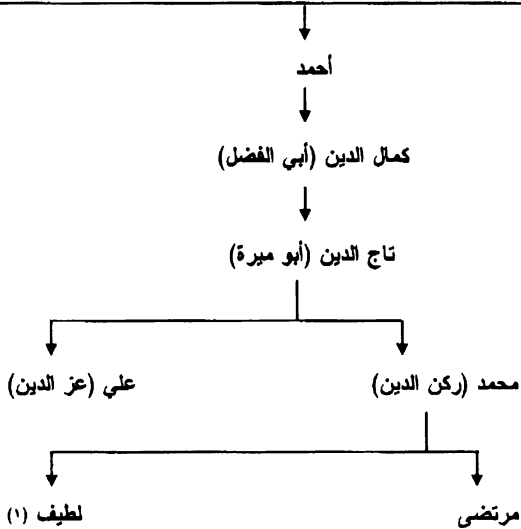 أحمد
كمال الدين (أبي الفضل)
تاج الدين (أبو ميرة)
محمد (ركن الدين) علي (عز الدين)
مرتضى لطيف (١)